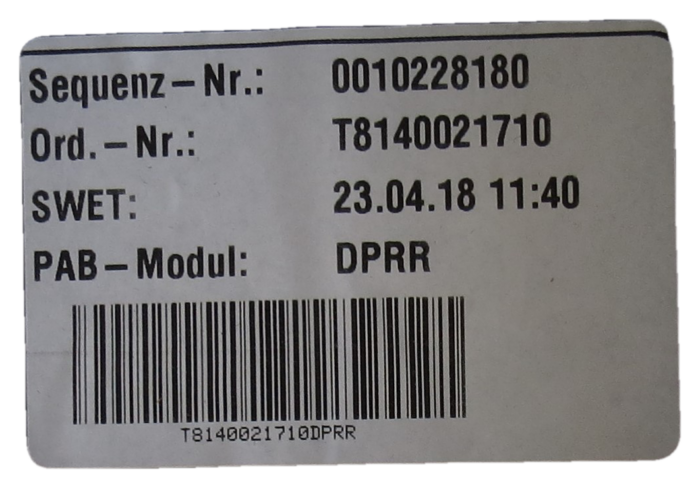 Sequenz-Nr.: 0010228180
Ord.-Nr.: T8140021710
SWET: 23.04.18 11:40
PAB-Modul: DPRR
T8140021710DPRR